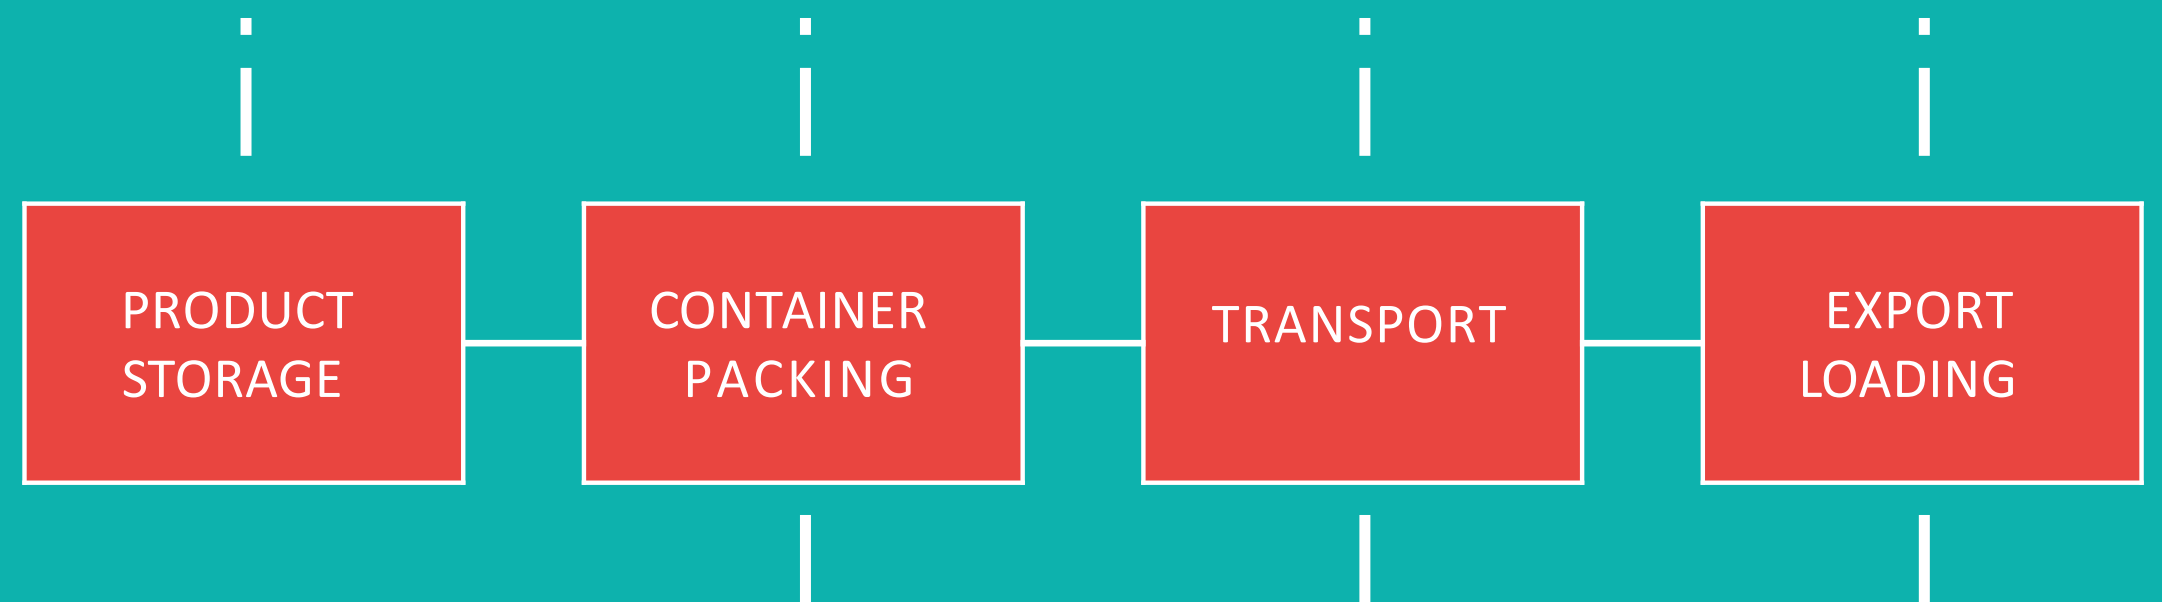 PRODUCT
STORAGE
CONTAINER
PACKING
TRANSPORT
EXPORT
LOADING